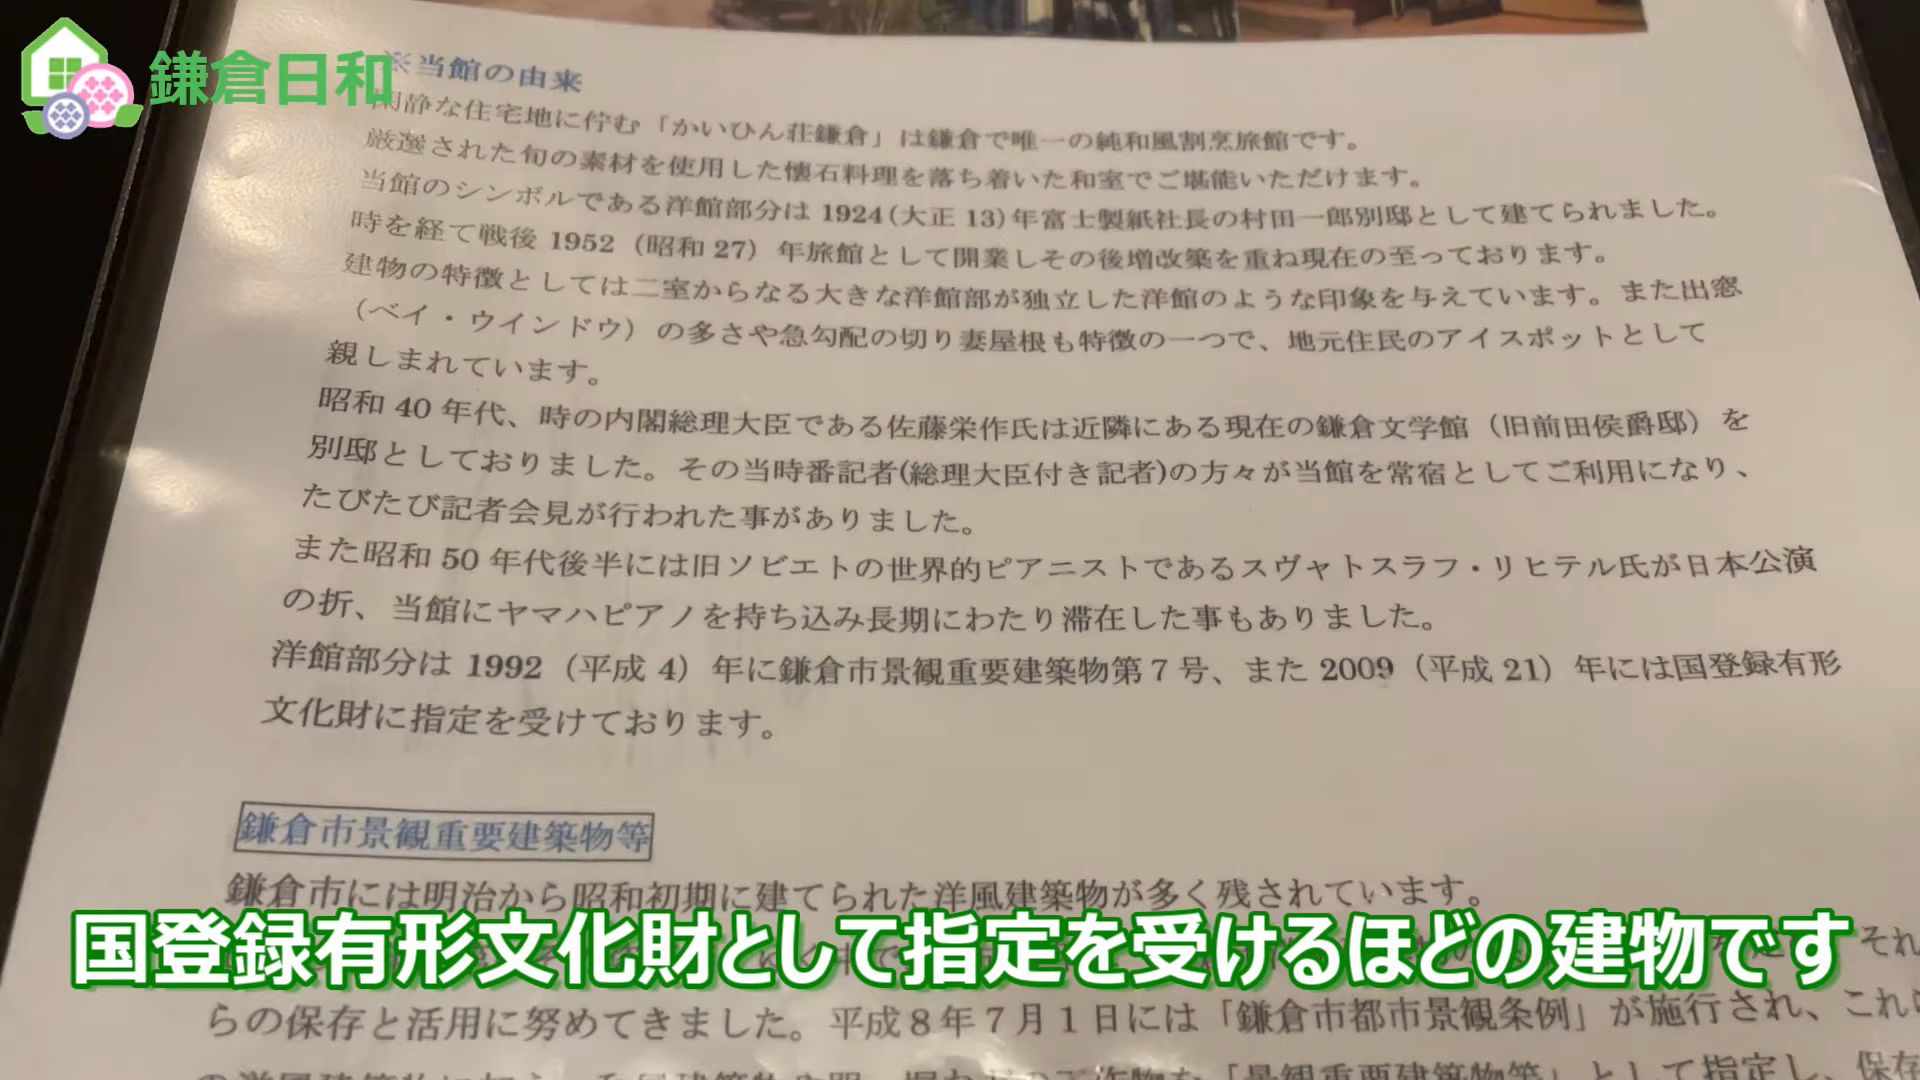 鎌倉日和
※当館の由来
閑静な住宅地に佇む「かいひん荘鎌倉」は鎌倉で唯一の純和風割烹旅館です。
厳選された旬の素材を使用した懐石料理を落ち着いた和室でご堪能いただけます。
当館のシンボルである洋館部分は 1924(大正 13)年富士製紙社長の村田一郎別邸として建てられました。
時を経て戦後 1952（昭和 27）年旅館として開業しその後増改築を重ね現在の至っております。
建物の特徴としては二室からなる大きな洋館部が独立した洋館のような印象を与えています。また出窓
（ベイ・ウインドウ）の多さや急勾配の切り妻屋根も特徴の一つで、地元住民のアイスポットとして
親しまれています。
昭和 40 年代、時の内閣総理大臣である佐藤栄作氏は近隣にある現在の鎌倉文学館（旧前田侯爵邸）を
別邸としておりました。その当時番記者(総理大臣付き記者)の方々が当館を常宿としてご利用になり、
たびたび記者会見が行われた事がありました。
また昭和 50 年代後半には旧ソビエトの世界的ピアニストであるスヴャトスラフ・リヒテル氏が日本公演
の折、当館にヤマハピアノを持ち込み長期にわたり滞在した事もありました。
洋館部分は 1992（平成 4）年に鎌倉市景観重要建築物第７号、また 2009（平成 21）年には国登録有形
文化財に指定を受けております。
鎌倉市景観重要建築物等
鎌倉市には明治から昭和初期に建てられた洋風建築物が多く残されています。
国登録有形文化財として指定を受けるほどの建物です
それ
らの保存と活用に努めてきました。平成８年７月１日には「鎌倉市都市景観条例」が施行され、これ
「景観重要建築物等」として指定し、保存